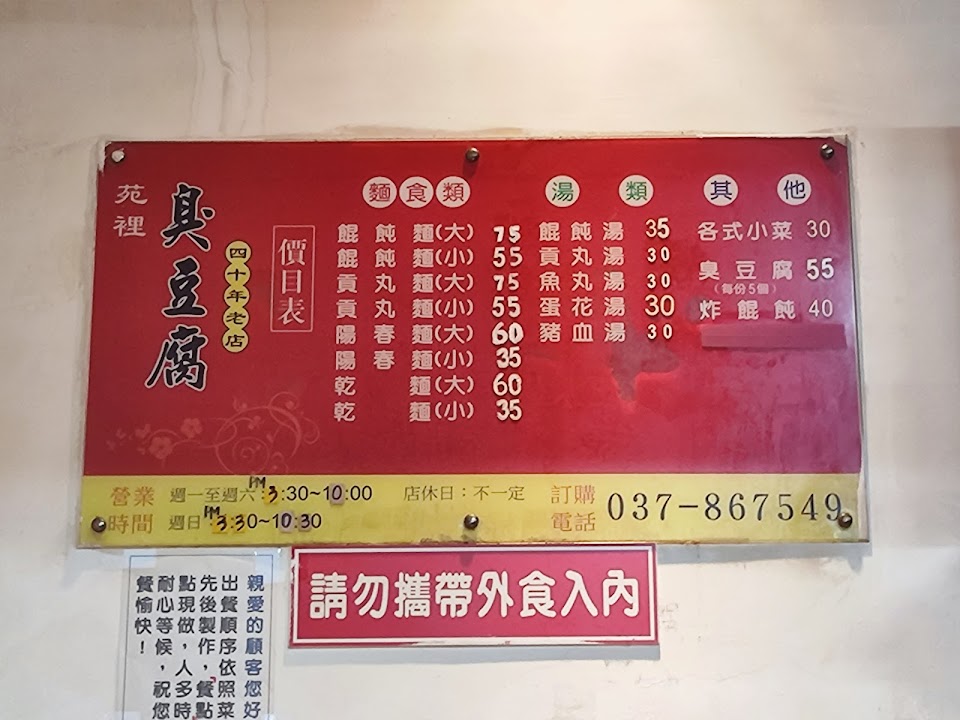 苑裡
臭豆腐
四十年老店
價目表
麵食類
餛飩麵(大) 75
餛飩麵(小) 55
貢丸麵(大) 75
貢丸麵(小) 55
陽春麵(大) 60
陽春麵(小) 35
乾麵(大) 60
乾麵(小) 35
湯類
餛飩湯 35
貢丸湯 30
魚丸湯 30
蛋花湯 30
豬血湯 30
其他
各式小菜 30
臭豆腐 55
(每份5個)
炸餛飩 40
營業時間
週一至週六 PM 3:30~10:00
週日 PM 3:30~10:30
店休日：不一定
訂購電話
037-867549
請勿攜帶外食入內
親愛的顧客您好
出餐順序依照菜
先後製作，餐點
點現做，人多時
耐心等候，祝您
餐愉快！